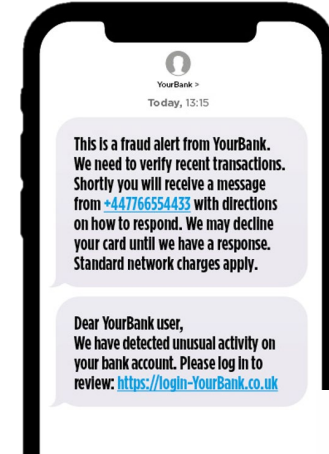 YourBank >
Today, 13:15
This is a fraud alert from YourBank.
We need to verify recent transactions.
Shortly you will receive a message
from +447766554433 with directions
on how to respond. We may decline
your card until we have a response.
Standard network charges apply.
Dear YourBank user,
We have detected unusual activity on
your bank account. Please log in to
review: https://login-YourBank.co.uk